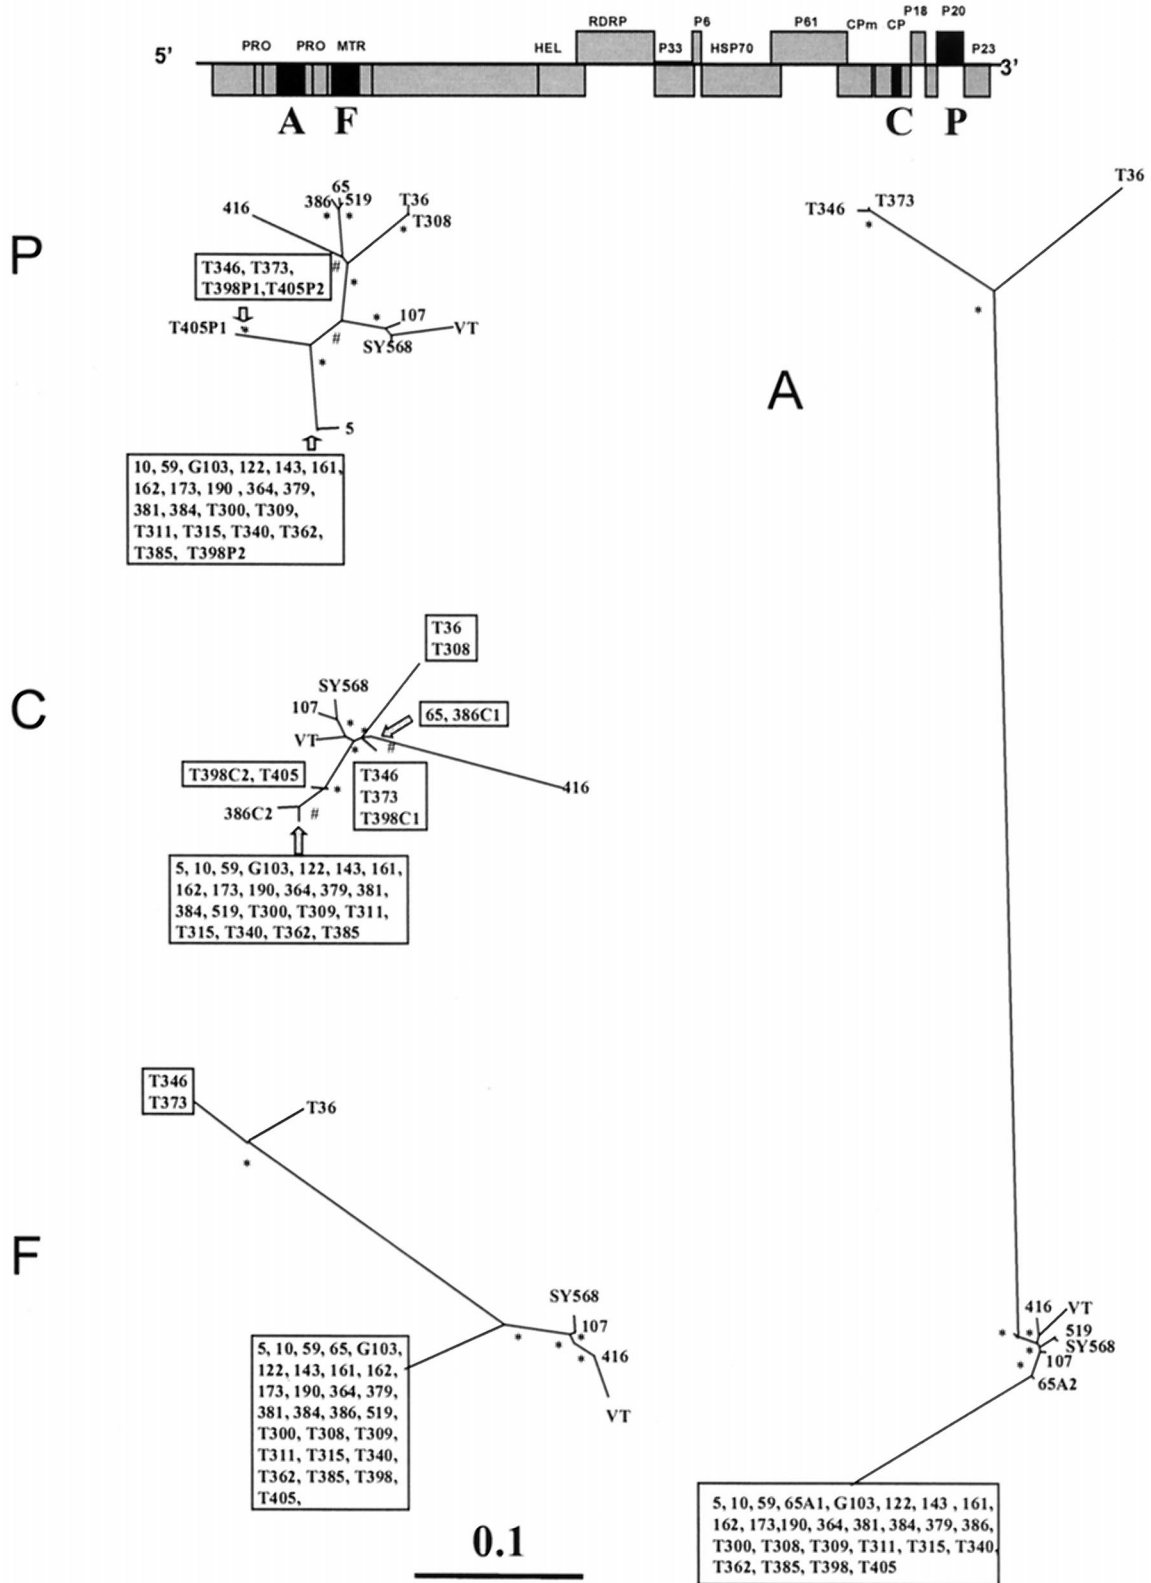 RDRP P6 P61 CPm CP P18 P20
5' PRO PRO MTR HEL P33 HSP70 P23 3'
A F C P
P
416
386
65
519
T36
T308
T346, T373,
T398P1,T405P2
#
*
T405P1
107
VT
SY568
#
5
10, 59, G103, 122, 143, 161,
162, 173, 190 , 364, 379,
381, 384, T300, T309,
T311, T315, T340, T362,
T385, T398P2
C
T36
T308
SY568
107
65, 386C1
VT
#
T398C2, T405
T346
T373
T398C1
416
386C2
#
5, 10, 59, G103, 122, 143, 161,
162, 173, 190, 364, 379, 381,
384, 519, T300, T309, T311,
T315, T340, T362, T385
F
T346
T373
T36
*
SY568
107
416
VT
5, 10, 59, 65, G103,
122, 143, 161, 162,
173, 190, 364, 379,
381, 384, 386, 519,
T300, T308, T309,
T311, T315, T340,
T362, T385, T398,
T405,
0.1
A
T346
T373
T36
*
416
VT
519
SY568
107
65A2
5, 10, 59, 65A1, G103, 122, 143 , 161,
162, 173,190, 364, 381, 384, 379, 386,
T300, T308, T309, T311, T315, T340,
T362, T385, T398, T405